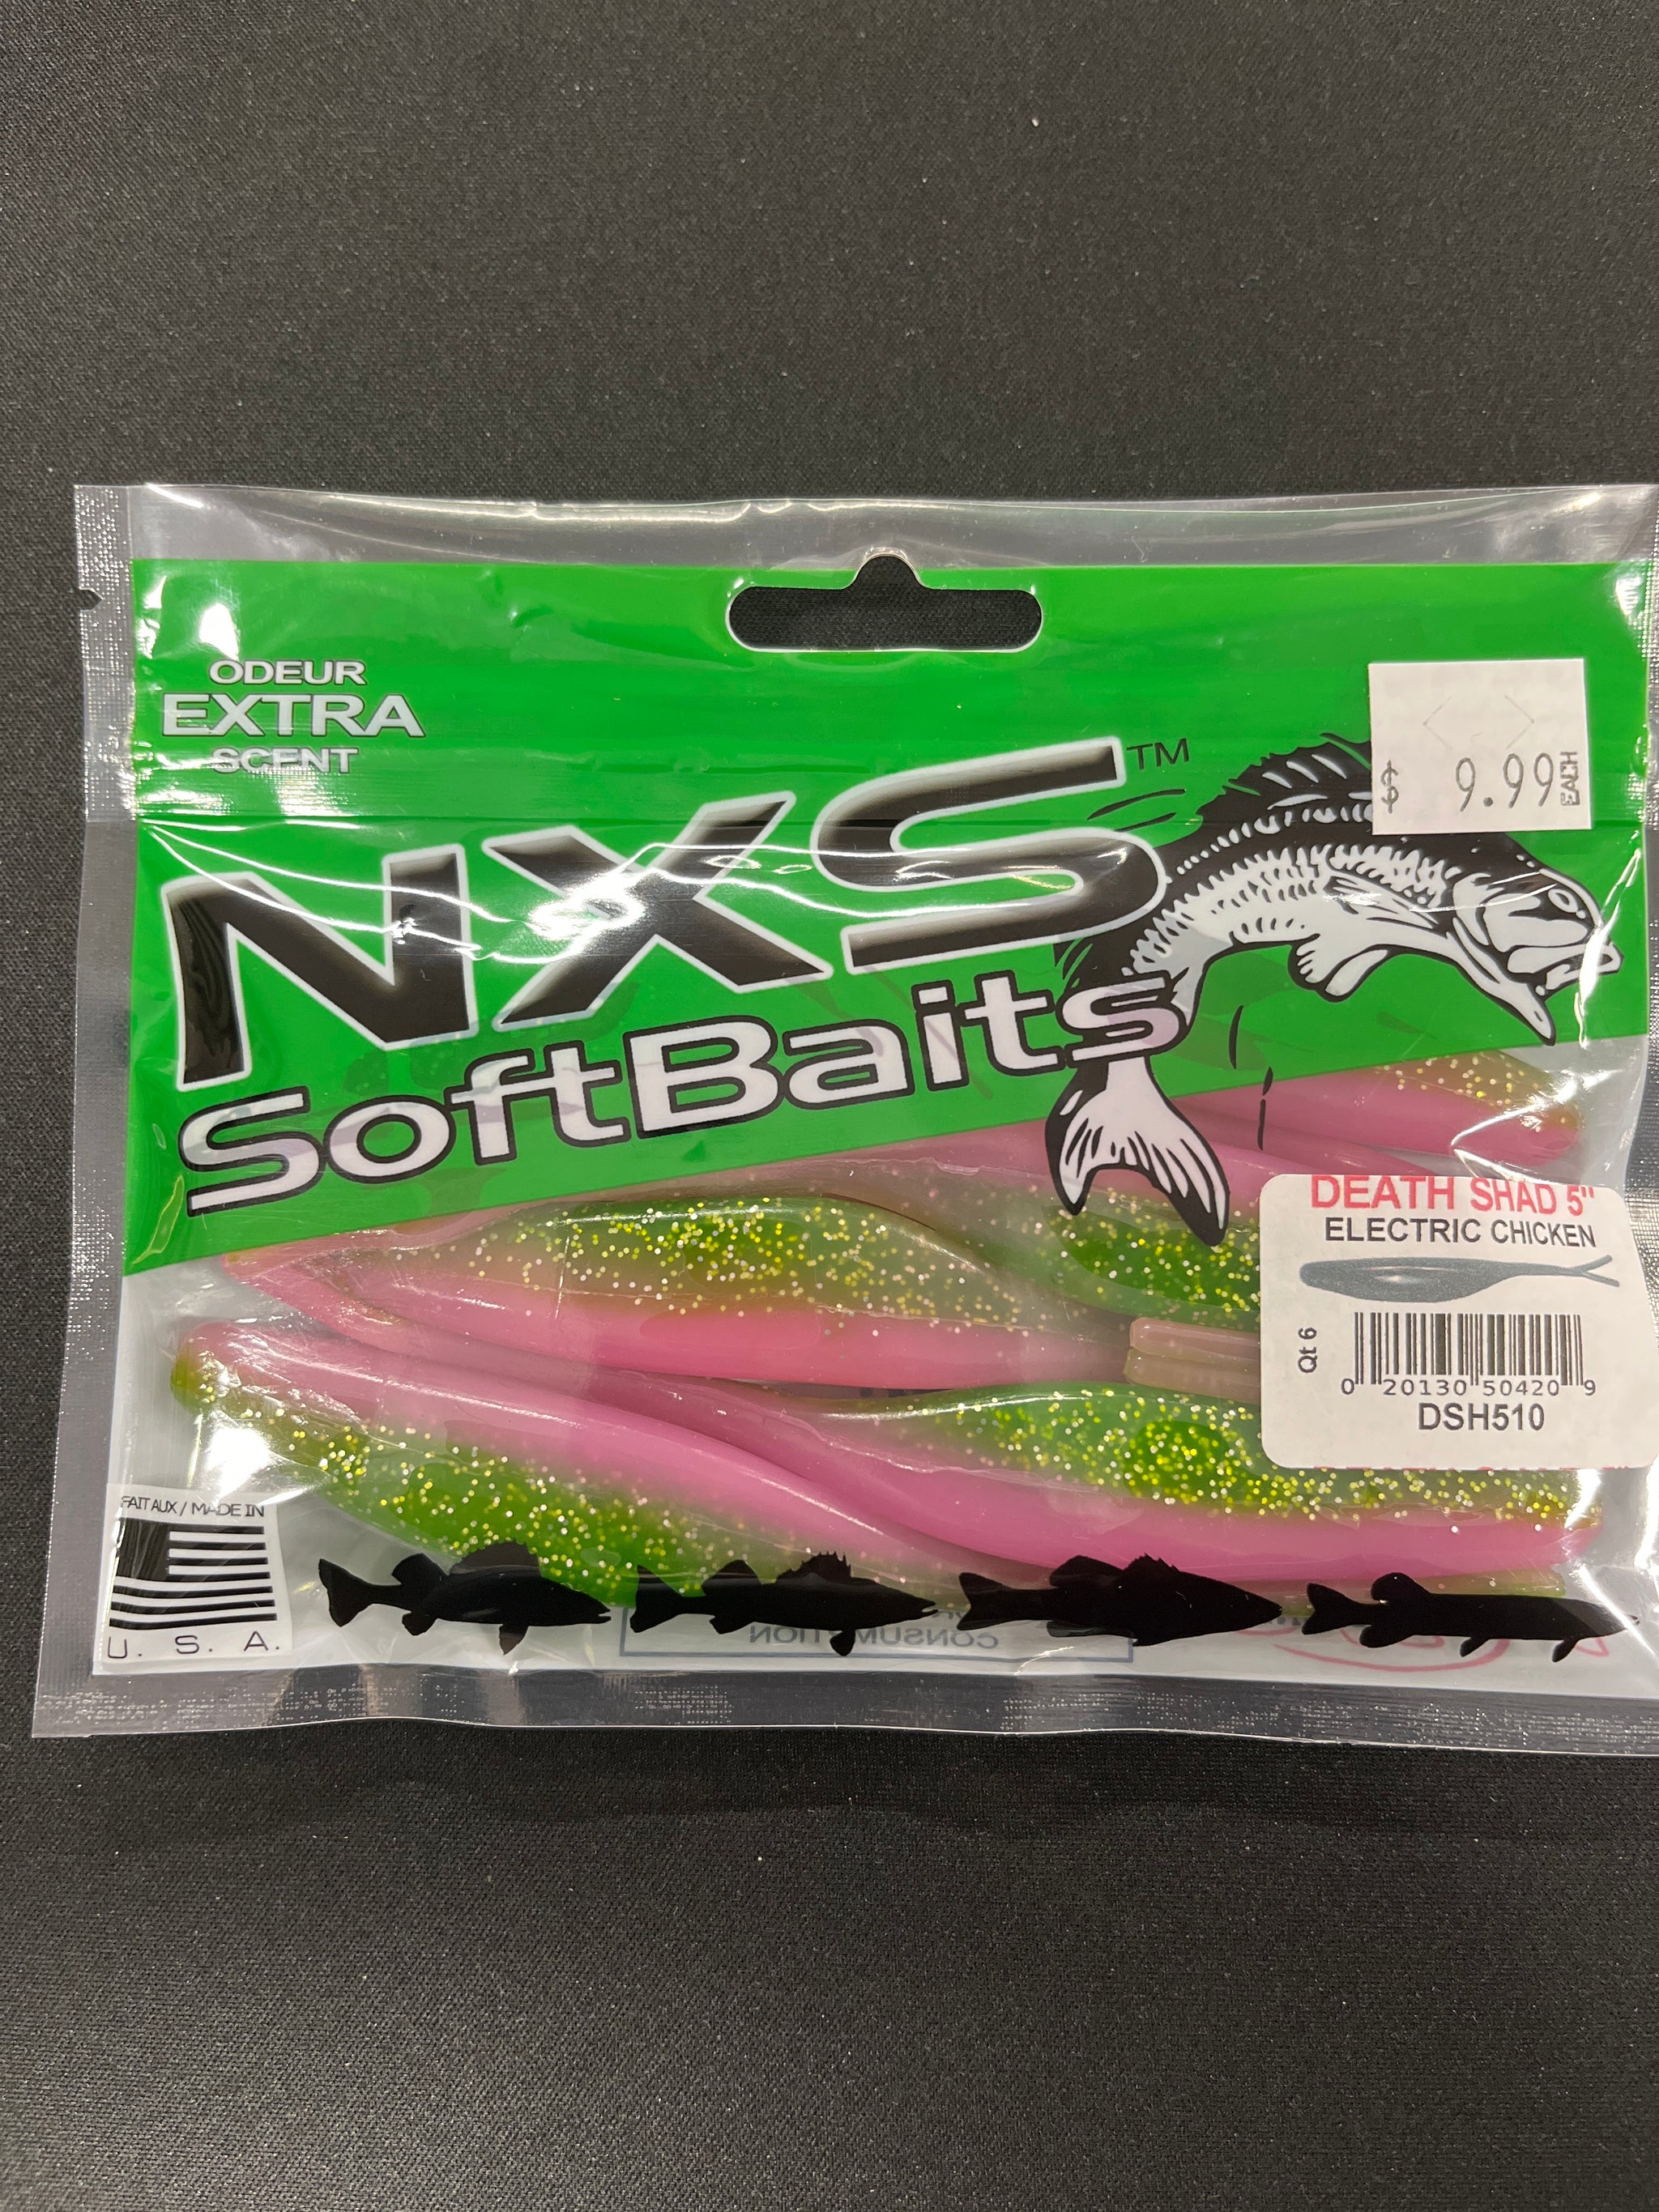 ODEUR
EXTRA
SCENT
$ 9.99 EACH
NXS™
SoftBaits
DEATH SHAD 5"
ELECTRIC CHICKEN
Qt 6
0 20130 50420 9
DSH510
FAIT AUX / MADE IN
U. S. A.
CONSUMPTION